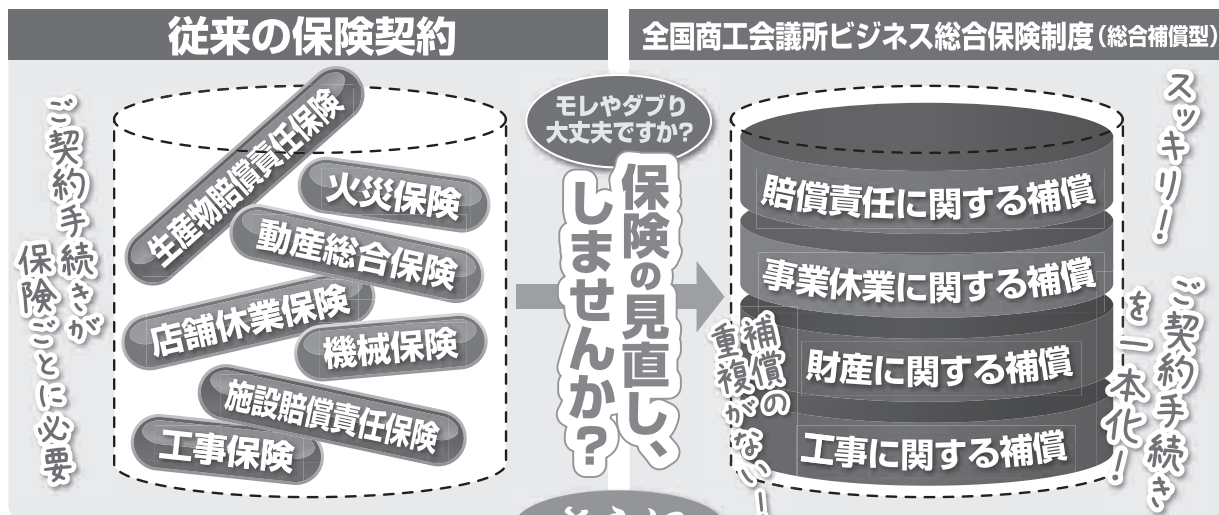 従来の保険契約
ご契約手続きが
保険ごとに必要
生産物賠償責任保険
火災保険
動産総合保険
店舗休業保険
機械保険
施設賠償責任保険
工事保険
モレやダブり
大丈夫ですか?
保険の見直し、
しませんか?
全国商工会議所ビジネス総合保険制度(総合補償型)
スッキリ!
賠償責任に関する補償
事業休業に関する補償
財産に関する補償
工事に関する補償
補償の
重複がない!
ご契約手続き
を一本化!